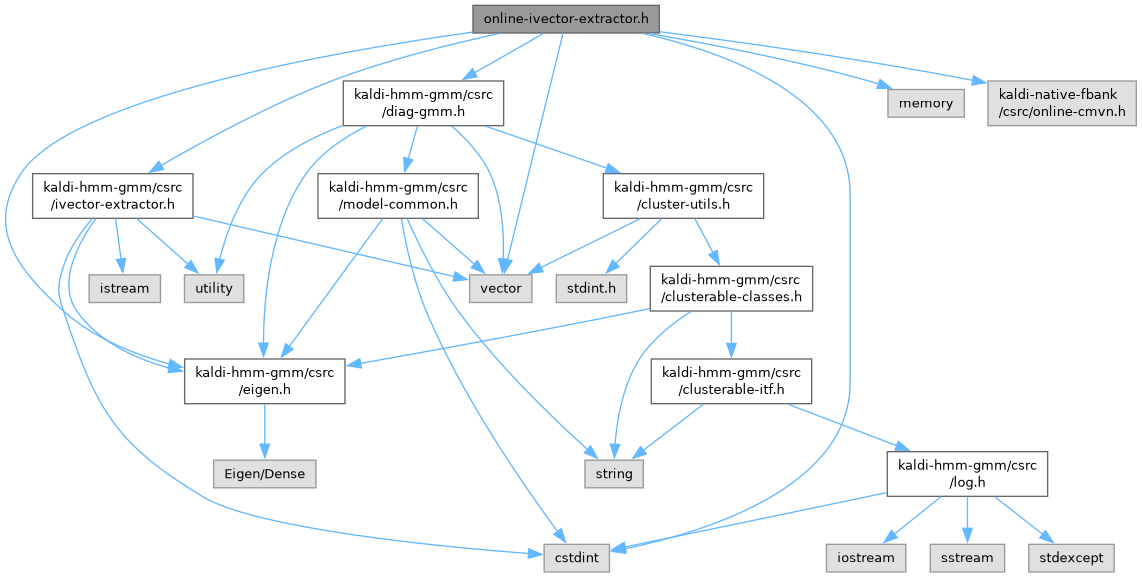 online-ivector-extractor.h
kaldi-hmm-gmm/csrc
/diag-gmm.h
memory
kaldi-native-fbank
/csrc/online-cmvn.h
kaldi-hmm-gmm/csrc
/ivector-extractor.h
kaldi-hmm-gmm/csrc
/model-common.h
kaldi-hmm-gmm/csrc
/cluster-utils.h
istream
utility
vector
stdint.h
kaldi-hmm-gmm/csrc
/clusterable-classes.h
kaldi-hmm-gmm/csrc
/eigen.h
kaldi-hmm-gmm/csrc
/clusterable-itf.h
Eigen/Dense
string
kaldi-hmm-gmm/csrc
/log.h
cstdint
iostream
sstream
stdexcept